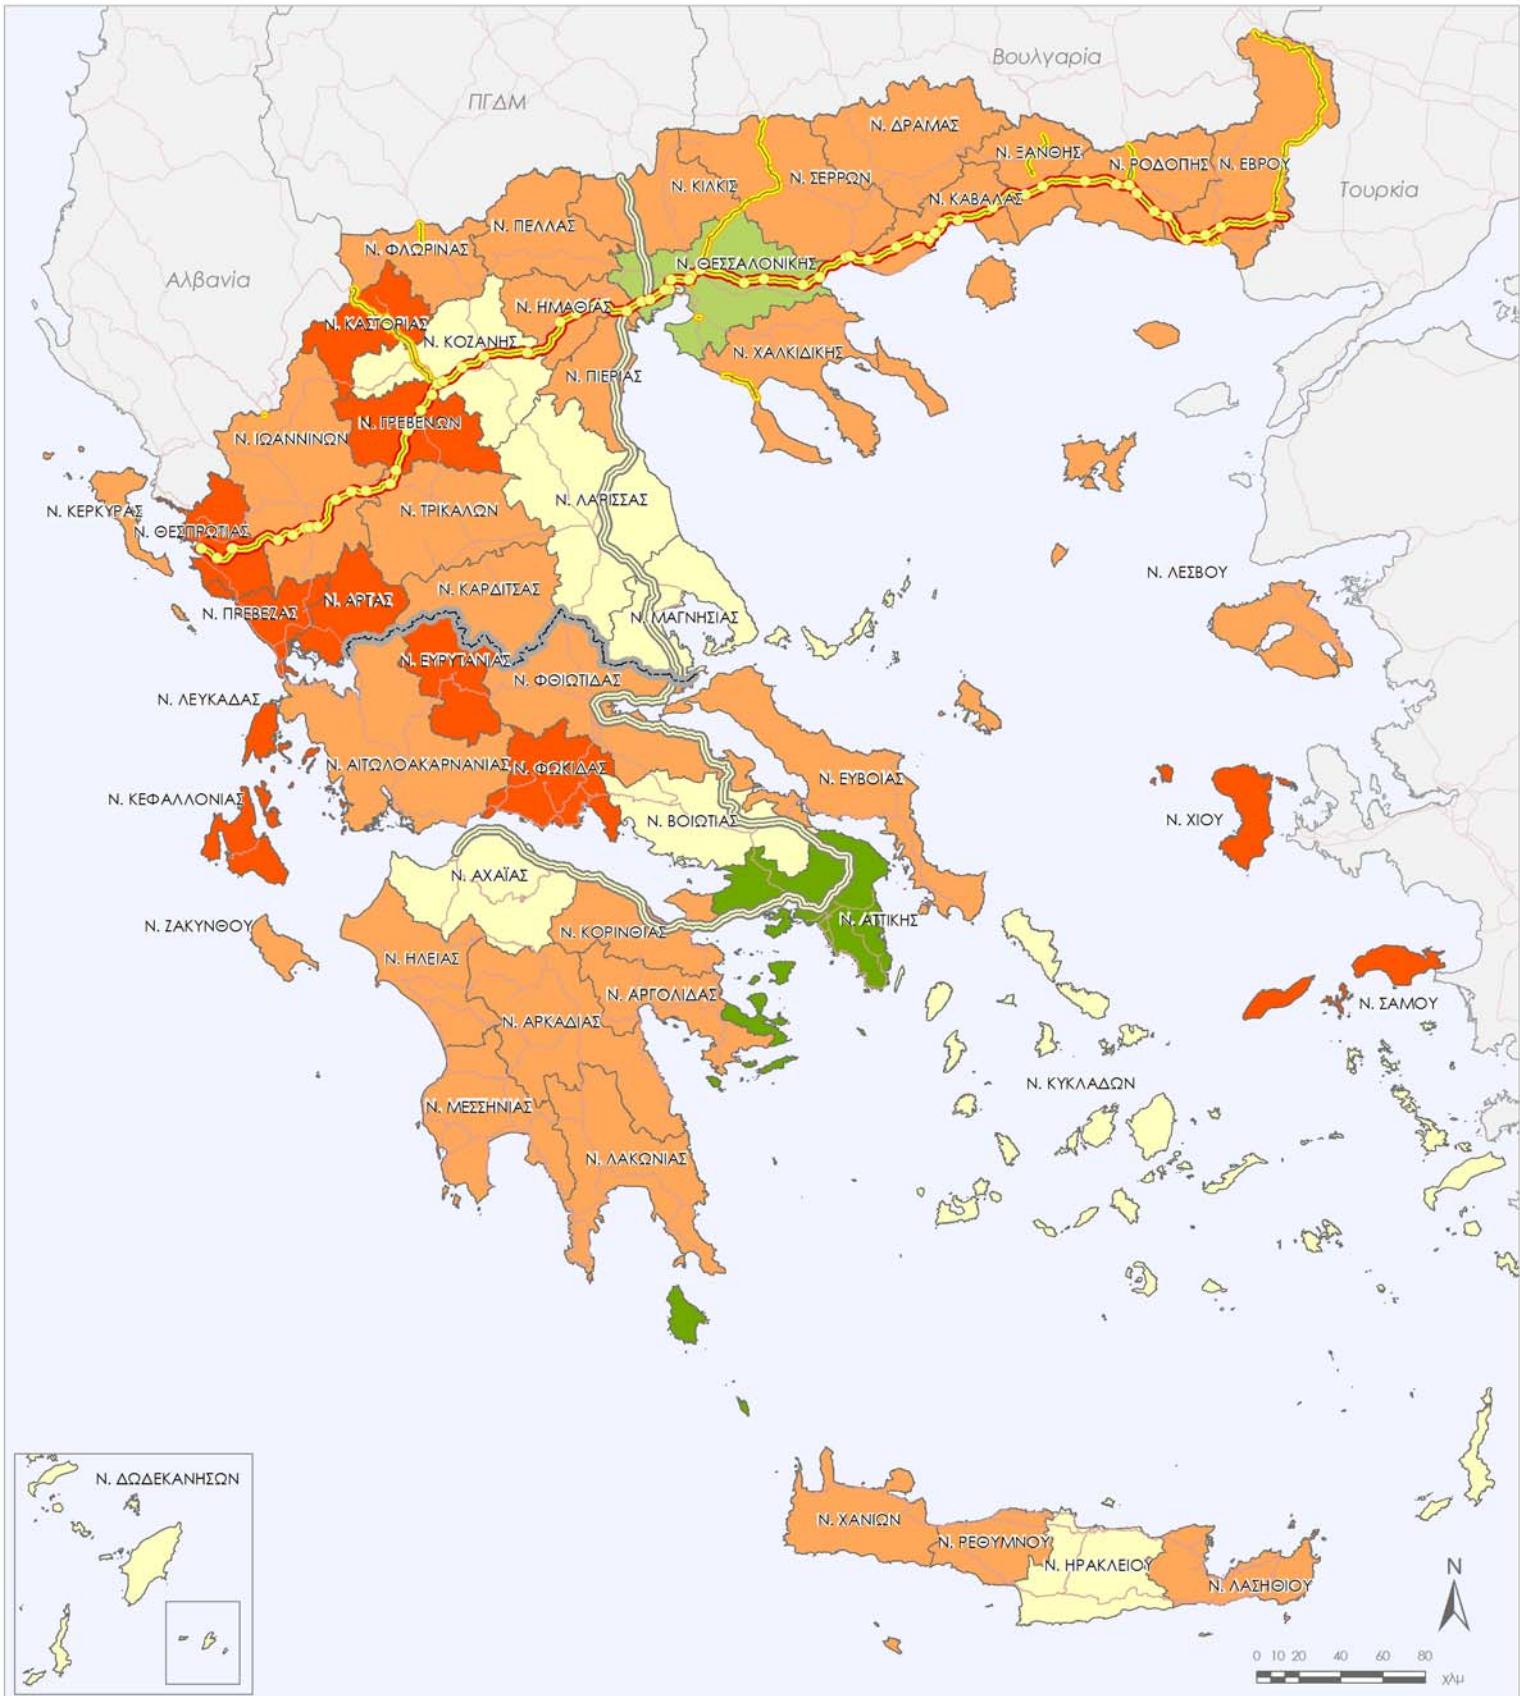 Βουλγαρία
ΠΓΔΜ
Ν. ΔΡΑΜΑΣ
Ν. ΞΑΝΘΗΣ
Ν. ΡΟΔΟΠΗΣ
Ν. ΕΒΡΟΥ
Ν. ΣΕΡΡΩΝ
Ν. ΚΙΛΚΙΣ
Τουρκία
Ν. ΚΑΒΑΛΑΣ
Ν. ΠΕΛΛΑΣ
Ν. ΦΛΩΡΙΝΑΣ
Ν. ΘΕΣΣΑΛΟΝΙΚΗΣ
Αλβανία
Ν. ΗΜΑΘΙΑΣ
Ν. ΚΑΣΤΟΡΙΑΣ
Ν. ΚΟΖΑΝΗΣ
Ν. ΧΑΛΚΙΔΙΚΗΣ
Ν. ΠΙΕΡΙΑΣ
Ν. ΓΡΕΒΕΝΩΝ
Ν. ΙΩΑΝΝΙΝΩΝ
Ν. ΛΑΡΙΣΣΑΣ
Ν. ΚΕΡΚΥΡΑΣ
Ν. ΤΡΙΚΑΛΩΝ
Ν. ΘΕΣΠΡΩΤΙΑΣ
Ν. ΛΕΣΒΟΥ
Ν. ΚΑΡΔΙΤΣΑΣ
Ν. ΑΡΤΑΣ
Ν. ΠΡΕΒΕΖΑΣ
Ν. ΜΑΓΝΗΣΙΑΣ
Ν. ΕΥΡΥΤΑΝΙΑΣ
Ν. ΦΘΙΩΤΙΔΑΣ
Ν. ΛΕΥΚΑΔΑΣ
Ν. ΑΙΤΩΛΟΑΚΑΡΝΑΝΙΑΣ
Ν. ΦΩΚΙΔΑΣ
Ν. ΕΥΒΟΙΑΣ
Ν. ΚΕΦΑΛΛΟΝΙΑΣ
Ν. ΒΟΙΩΤΙΑΣ
Ν. ΧΙΟΥ
Ν. ΑΧΑΪΑΣ
Ν. ΑΤΤΙΚΗΣ
Ν. ΖΑΚΥΝΘΟΥ
Ν. ΚΟΡΙΝΘΙΑΣ
Ν. ΗΛΕΙΑΣ
Ν. ΑΡΓΟΛΙΔΑΣ
Ν. ΣΑΜΟΥ
Ν. ΑΡΚΑΔΙΑΣ
Ν. ΚΥΚΛΑΔΩΝ
Ν. ΜΕΣΣΗΝΙΑΣ
Ν. ΛΑΚΩΝΙΑΣ
Ν. ΔΩΔΕΚΑΝΗΣΩΝ
Ν. ΧΑΝΙΩΝ
Ν. ΡΕΘΥΜΝΟΥ
Ν. ΗΡΑΚΛΕΙΟΥ
Ν. ΛΑΣΗΘΙΟΥ
N
0 10 20 40 60 80
χλμ